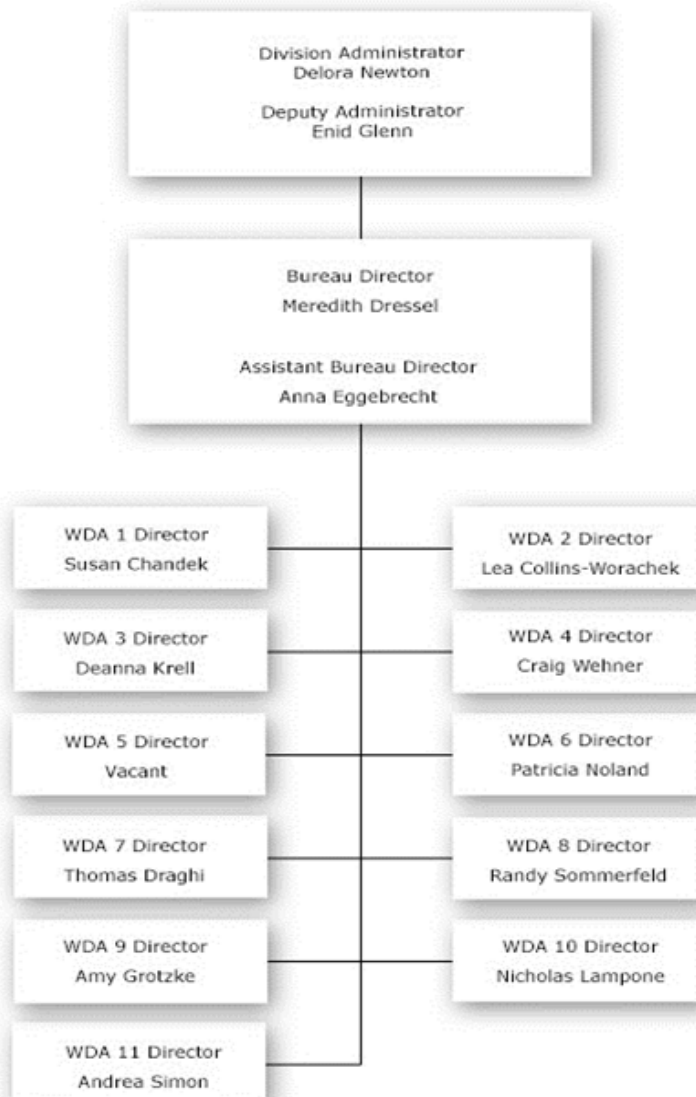 Division Administrator
Delora Newton
Deputy Administrator
Enid Glenn
Bureau Director
Meredith Dressel
Assistant Bureau Director
Anna Eggebrecht
WDA 1 Director
Susan Chandek
WDA 2 Director
Lea Collins-Worachek
WDA 3 Director
Deanna Krell
WDA 4 Director
Craig Wehner
WDA 5 Director
Vacant
WDA 6 Director
Patricia Noland
WDA 7 Director
Thomas Draghi
WDA 8 Director
Randy Sommerfeld
WDA 9 Director
Amy Grotzke
WDA 10 Director
Nicholas Lampone
WDA 11 Director
Andrea Simon